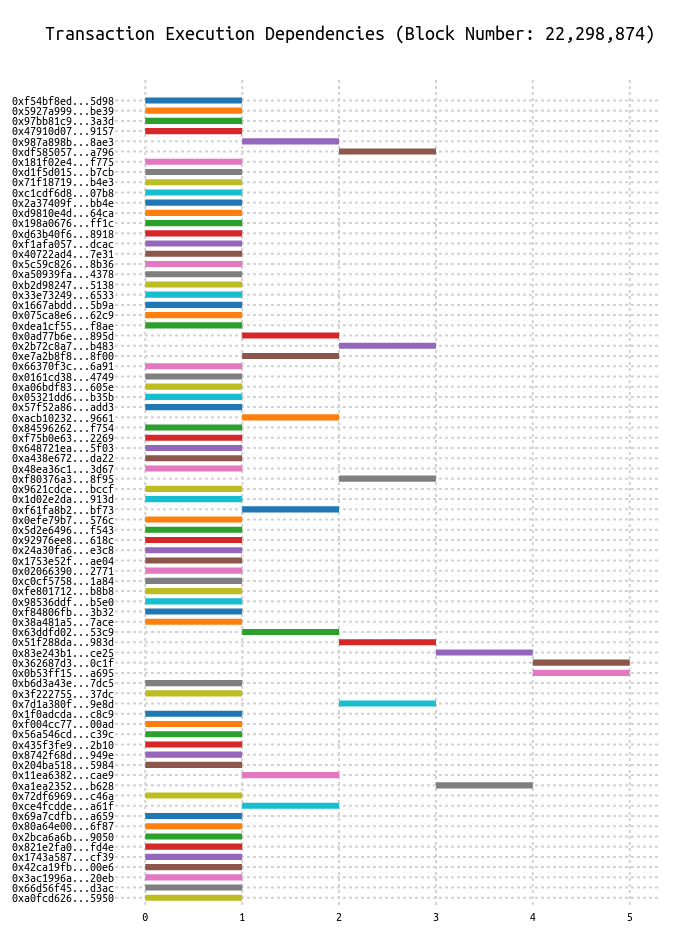 Transaction Execution Dependencies (Block Number: 22,298,874)
0xf54bf8ed...5d98
0x5927a999...be39
0x97bb81c9...3a3d
0x47910d07...9157
0x987a898b...8ae3
0xdf585057...a796
0x181f02e4...f775
0xd1f5d015...b7cb
0x71f18719...b4e3
0xc1cdf6d8...07b8
0x2a37409f...bb4e
0xd9810e4d...64ca
0x198a0676...ff1c
0xd63b40f6...8918
0xf1afa057...dcac
0x40722ad4...7e31
0x5c59c826...8b36
0xa50939fa...4378
0xb2d98247...5138
0x33e73249...6533
0x1667abdd...5b9a
0x075ca8e6...62c9
0xdea1cf55...f8ae
0x0ad77b6e...895d
0x2b72c8a7...b483
0xe7a2b8f8...8f00
0x66370f3c...6a91
0x0161cd38...4749
0xa06bdf83...605e
0x05321dd6...b35b
0x57f52a86...add3
0xacb10232...9661
0x84596262...f754
0xf75b0e63...2269
0x648721ea...5f03
0xa438e672...da22
0x48ea36c1...3d67
0xf80376a3...8f95
0x9621cdce...bccf
0x1d02e2da...913d
0xf61fa8b2...bf73
0x0efe79b7...576c
0x5d2e6496...f543
0x92976ee8...618c
0x24a30fa6...e3c8
0x1753e52f...ae04
0x02066390...2771
0xc0cf5758...1a84
0xfe801712...b8b8
0x98536ddf...b5e0
0xf84806fb...3b32
0x38a481a5...7ace
0x63ddfd02...53c9
0x51f288da...983d
0x83e243b1...ce25
0x362687d3...0c1f
0x0b53ff15...a695
0xb6d3a43e...7dc5
0x3f222755...37dc
0x7d1a380f...9e8d
0x1f0adcda...c8c9
0xf004cc77...00ad
0x56a546cd...c39c
0x435f3fe9...2b10
0x8742f68d...949e
0x204ba518...5984
0x11ea6382...cae9
0xa1ea2352...b628
0x72df6969...c46a
0xce4fcdde...a61f
0x69a7cdfb...a659
0x80a64e00...6f87
0x2bca6a6b...9050
0x821e2fa0...fd4e
0x1743a587...cf39
0x42ca19fb...00e6
0x3ac1996a...20eb
0x66d56f45...d3ac
0xa0fcd626...5950
0 1 2 3 4 5